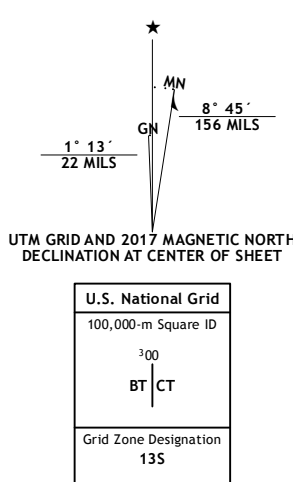 ★
MN
GN
8° 45´
156 MILS
1° 13´
22 MILS
UTM GRID AND 2017 MAGNETIC NORTH
DECLINATION AT CENTER OF SHEET
U.S. National Grid
100,000-m Square ID
³00
BT CT
Grid Zone Designation
13S